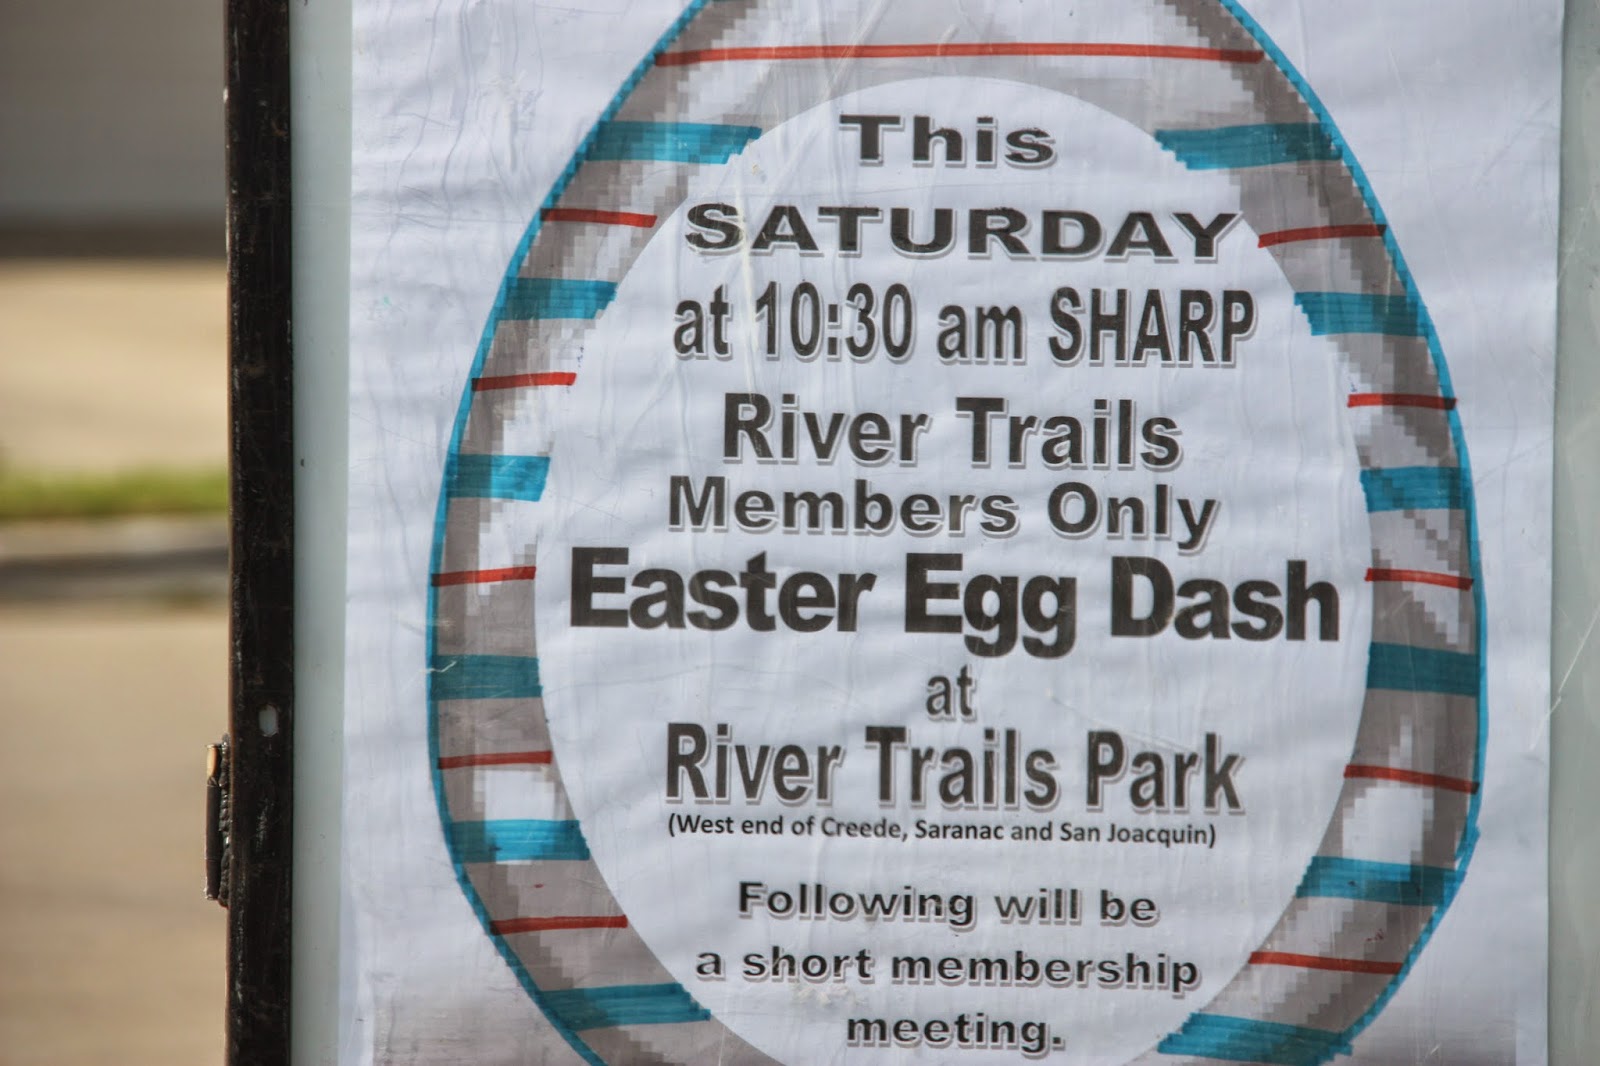 This
SATURDAY
at 10:30 am SHARP
River Trails
Members Only
Easter Egg Dash
at
River Trails Park
(West end of Creede, Saranac and San Joacquin)
Following will be
a short membership
meeting.